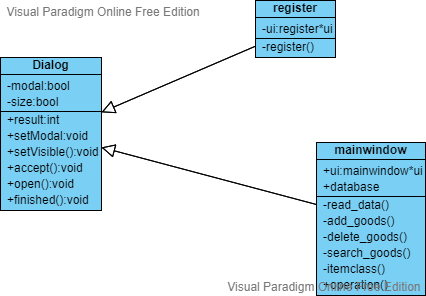 Visual Paradigm Online Free Edition
register
-ui:register*ui
-register()
Dialog
-modal:bool
-size:bool
+result:int
+setModal:void
+setVisible():void
+accept():void
+open():void
+finished():void
mainwindow
+ui:mainwindow*ui
+database
-read_data()
-add_goods()
-delete_goods()
-search_goods()
-itemclass()
-operation()
Visual Paradigm Online Free Edition